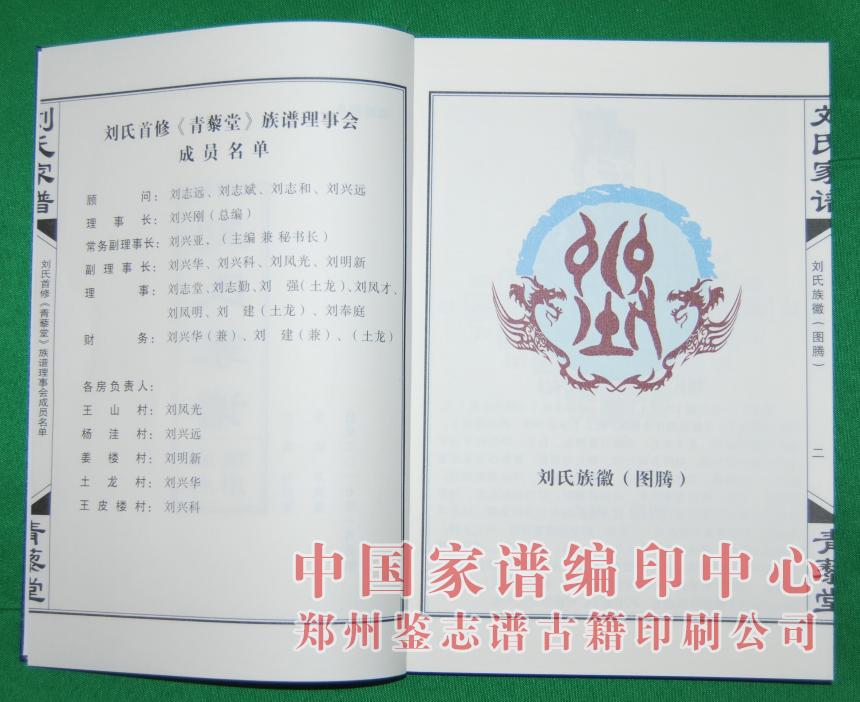 刘氏家谱
刘氏首修《青藜堂》族谱理事会成员名单
青藜堂
刘氏首修《青藜堂》族谱理事会
成员名单
顾问：刘志远、刘志斌、刘志和、刘兴远
理事长：刘兴刚（总编）
常务副理事长：刘兴亚，（主编 兼 秘书长）
副理事长：刘兴华、刘兴科、刘凤光、刘明新
理事：刘志堂、刘志勤、刘 强（土龙）、刘凤才、
刘凤明、刘 建（土龙）、刘奉庭
财务：刘兴华（兼）、刘 建（兼）、（土龙）
各房负责人：
王山村：刘凤光
杨洼村：刘兴远
姜楼村：刘明新
土龙村：刘兴华
王皮楼村：刘兴科
刘氏族徽（图腾）
刘氏家谱
刘氏族徽（图腾）
二
青藜堂
中国家谱编印中心
郑州鉴志谱古籍印刷公司